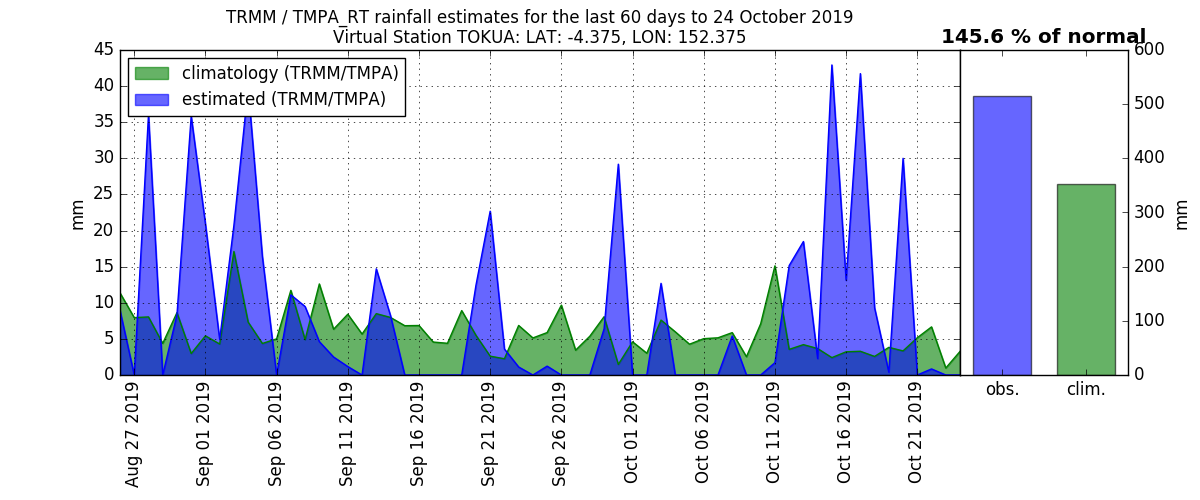 TRMM / TMPA_RT rainfall estimates for the last 60 days to 24 October 2019
Virtual Station TOKUA: LAT: -4.375, LON: 152.375
145.6 % of normal
climatology (TRMM/TMPA)
estimated (TRMM/TMPA)
45
40
35
30
25
20
15
10
5
0
mm
Aug 27 2019
Sep 01 2019
Sep 06 2019
Sep 11 2019
Sep 16 2019
Sep 21 2019
Sep 26 2019
Oct 01 2019
Oct 06 2019
Oct 11 2019
Oct 16 2019
Oct 21 2019
obs.
clim.
600
500
400
300
200
100
0
mm